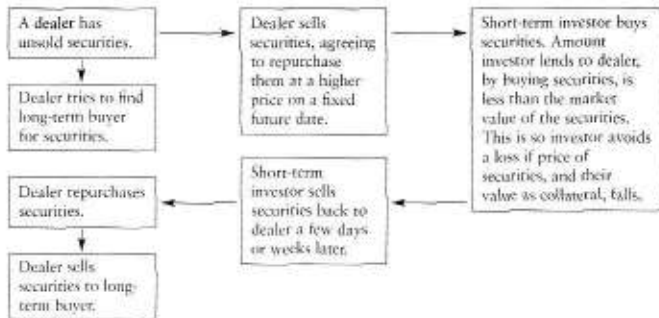 A dealer has
unsold securities.
Dealer sells
securities, agreeing
to repurchase
them at a higher
price on a fixed
future date.
Short-term investor buys
securities. Amount
investor lends to dealer,
by buying securities, is
less than the market
value of the securities.
This is so investor avoids
a loss if price of
securities, and their
value as collateral, falls.
Dealer tries to find
long-term buyer
for securities.
Short-term
investor sells
securities back to
dealer a few days
or weeks later.
Dealer repurchases
securities.
Dealer sells
securities to long-
term buyer.